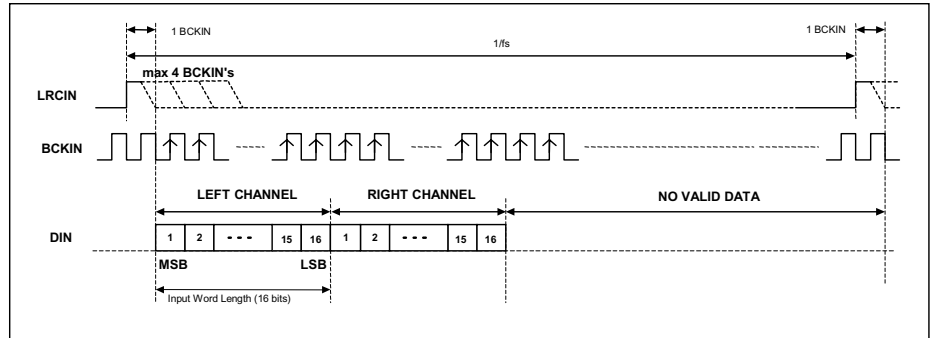 1 BCKIN
1 BCKIN
1/fs
max 4 BCKIN's
LRCIN
BCKIN
LEFT CHANNEL
RIGHT CHANNEL
NO VALID DATA
DIN
1 2 - - - 15 16 1 2 - - - 15 16
MSB
LSB
Input Word Length (16 bits)